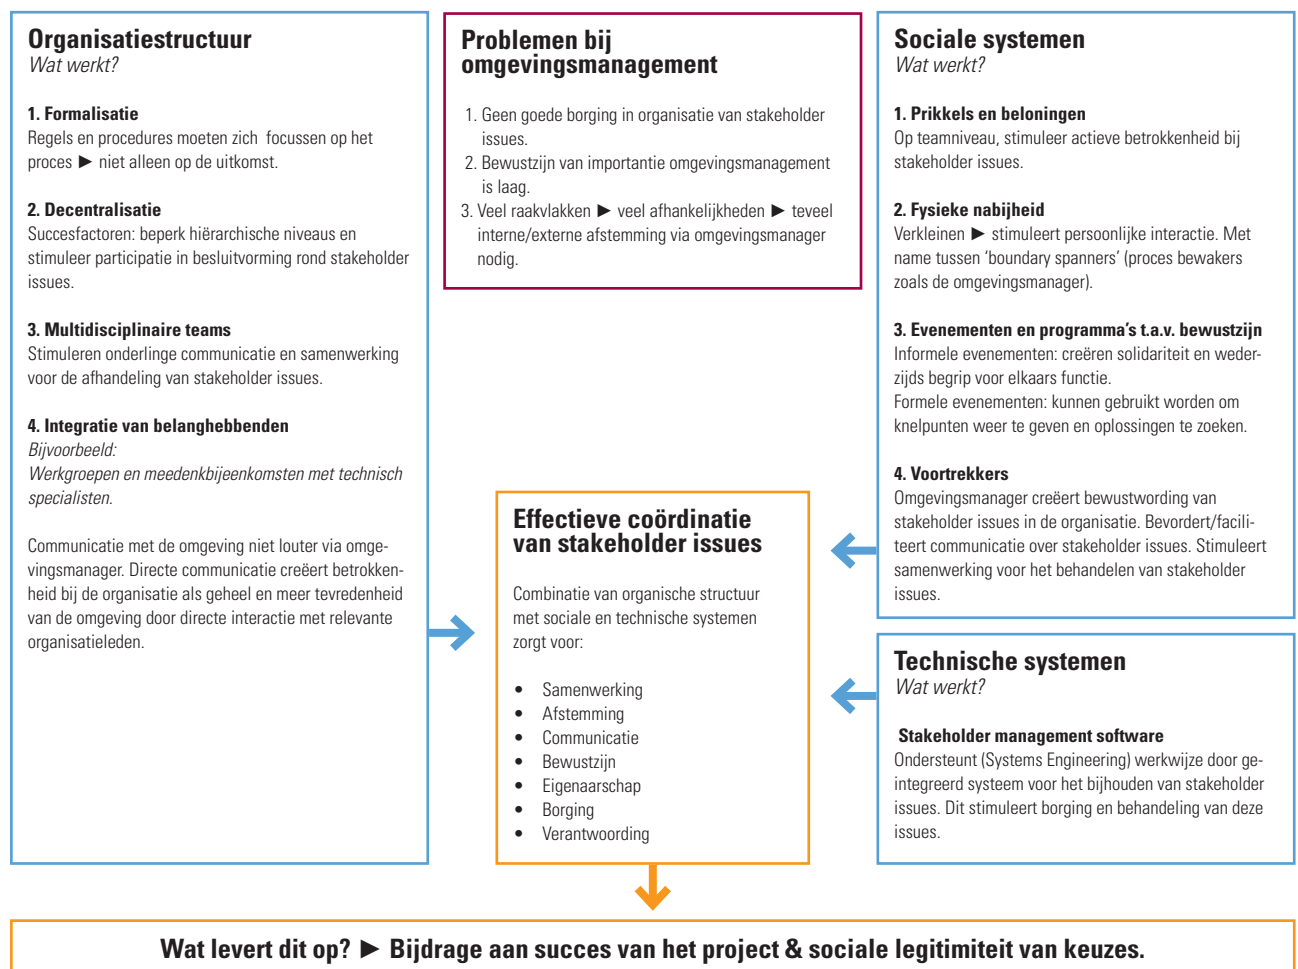 Organisatiestructuur
Wat werkt?
1. Formalisatie
Regels en procedures moeten zich focussen op het
proces ► niet alleen op de uitkomst.
2. Decentralisatie
Succesfactoren: beperk hiërarchische niveaus en
stimuleer participatie in besluitvorming rond stakeholder
issues.
3. Multidisciplinaire teams
Stimuleren onderlinge communicatie en samenwerking
voor de afhandeling van stakeholder issues.
4. Integratie van belanghebbenden
Bijvoorbeeld:
Werkgroepen en meedenkbijeenkomsten met technisch
specialisten.
Communicatie met de omgeving niet louter via omge-
vingsmanager. Directe communicatie creëert betrokken-
heid bij de organisatie als geheel en meer tevredenheid
van de omgeving door directe interactie met relevante
organisatieleden.
Problemen bij
omgevingsmanagement
1. Geen goede borging in organisatie van stakeholder
issues.
2. Bewustzijn van importantie omgevingsmanagement
is laag.
3. Veel raakvlakken ► veel afhankelijkheden ► teveel
interne/externe afstemming via omgevingsmanager
nodig.
Sociale systemen
Wat werkt?
1. Prikkels en beloningen
Op teamniveau, stimuleer actieve betrokkenheid bij
stakeholder issues.
2. Fysieke nabijheid
Verkleinen ► stimuleert persoonlijke interactie. Met
name tussen ‘boundary spanners’ (proces bewakers
zoals de omgevingsmanager).
3. Evenementen en programma’s t.a.v. bewustzijn
Informele evenementen: creëren solidariteit en weder-
zijds begrip voor elkaars functie.
Formele evenementen: kunnen gebruikt worden om
knelpunten weer te geven en oplossingen te zoeken.
4. Voortrekkers
Omgevingsmanager creëert bewustwording van
stakeholder issues in de organisatie. Bevordert/facili-
teert communicatie over stakeholder issues. Stimuleert
samenwerking voor het behandelen van stakeholder
issues.
Effectieve coördinatie
van stakeholder issues
Combinatie van organische structuur
met sociale en technische systemen
zorgt voor:
• Samenwerking
• Afstemming
• Communicatie
• Bewustzijn
• Eigenaarschap
• Borging
• Verantwoording
Technische systemen
Wat werkt?
Stakeholder management software
Ondersteunt (Systems Engineering) werkwijze door ge-
integreerd systeem voor het bijhouden van stakeholder
issues. Dit stimuleert borging en behandeling van deze
issues.
Wat levert dit op? ► Bijdrage aan succes van het project & sociale legitimiteit van keuzes.